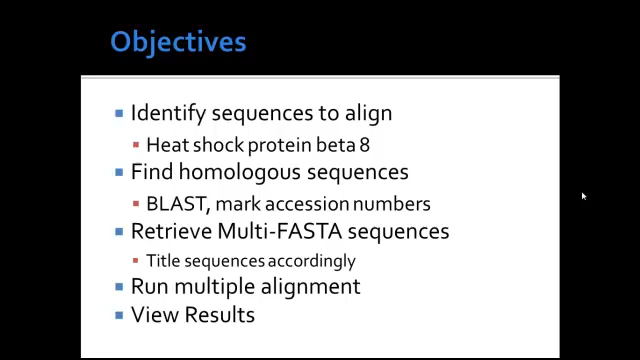 Objectives
Identify sequences to align
Heat shock protein beta 8
Find homologous sequences
BLAST, mark accession numbers
Retrieve Multi-FASTA sequences
Title sequences accordingly
Run multiple alignment
View Results